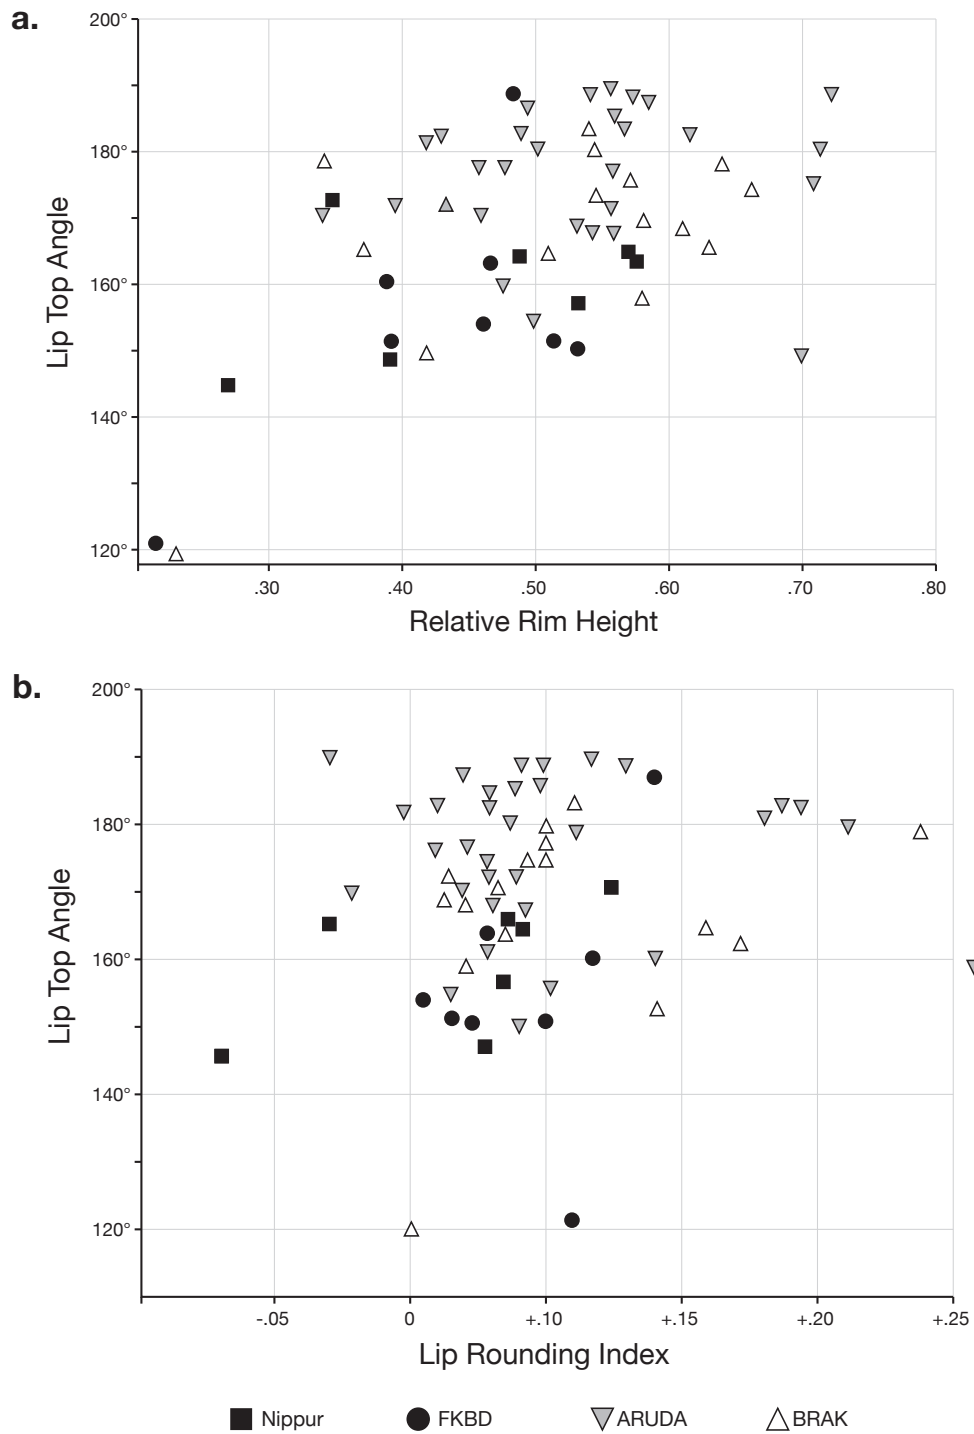 a.
200°
180°
160°
140°
120°
Lip Top Angle
.30 .40 .50 .60 .70 .80
Relative Rim Height
b.
200°
180°
160°
140°
120°
Lip Top Angle
-.05 0 +.10 +.15 +.20 +.25
Lip Rounding Index
Nippur FKBD ARUDA BRAK